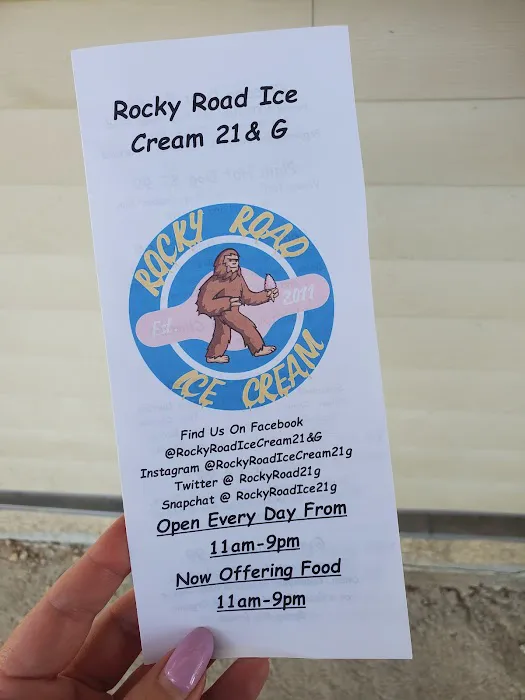 Rocky Road Ice
Cream 21 & G
ROCKY ROAD
Est. 2011
ICE CREAM
Find Us On Facebook
@RockyRoadIceCream21&G
Instagram @RockyRoadIceCream21g
Twitter @ RockyRoad21g
Snapchat @ RockyRoadIce21g
Open Every Day From
11am-9pm
Now Offering Food
11am-9pm